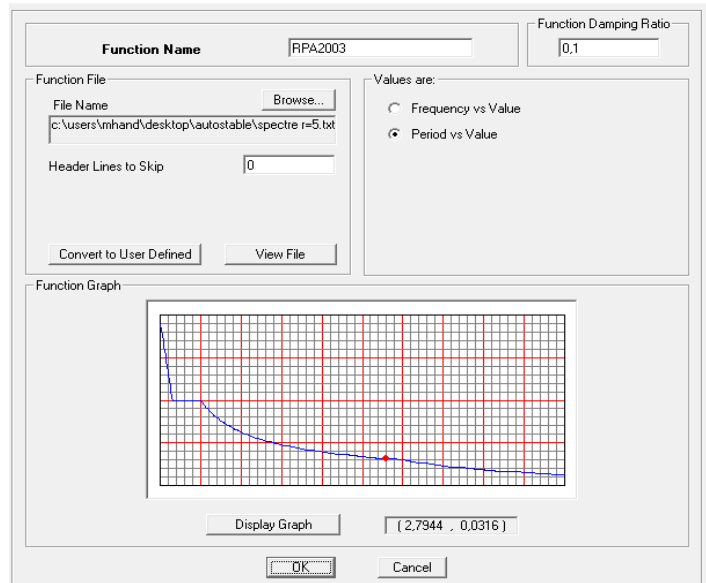 Function Damping Ratio
Function Name
RPA2003
0,1
Function File
Values are:
File Name
Browse...
Frequency vs Value
c:\users\mhand\desktop\autostable\spectre r=5.txt
Period vs Value
Header Lines to Skip
0
Convert to User Defined
View File
Function Graph
Display Graph
( 2,7944 , 0,0316 )
OK
Cancel